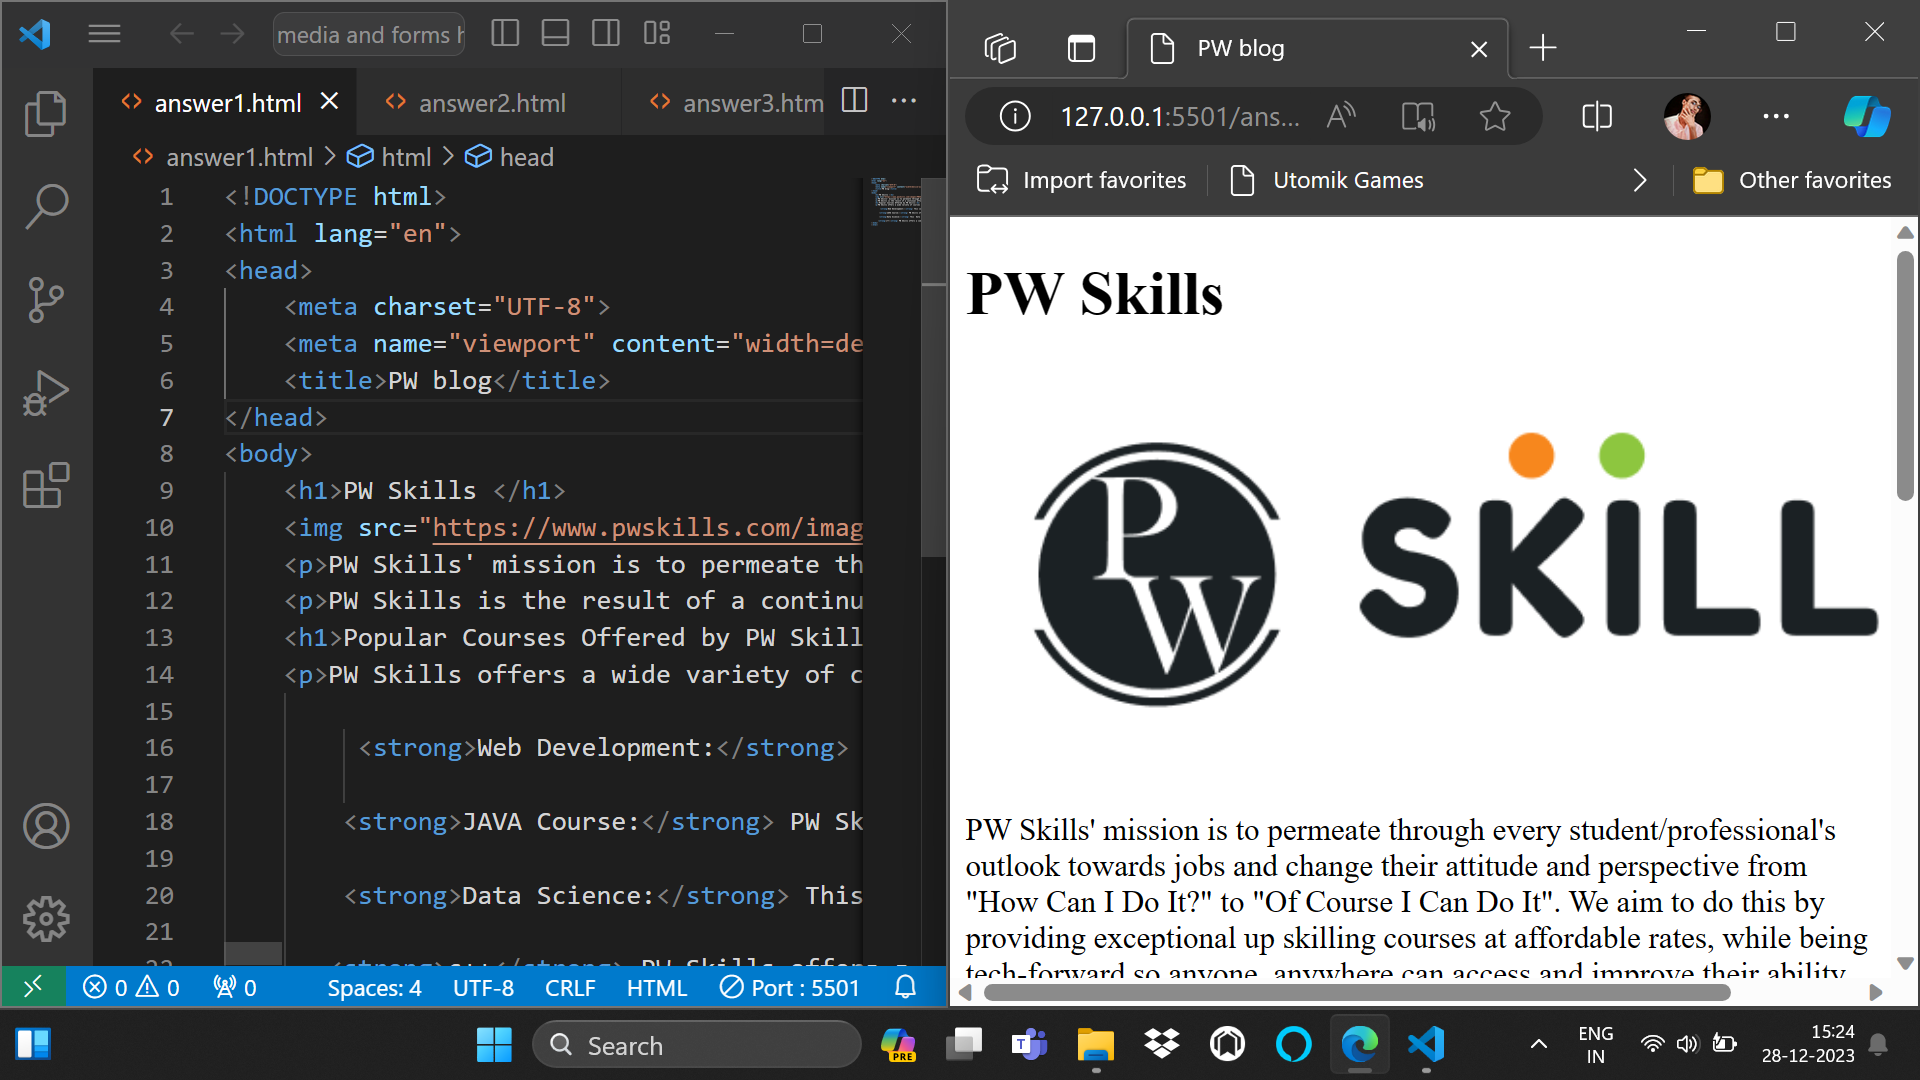 media and forms h
answer1.html
answer2.html
answer3.htm
answer1.html > html > head
1 <!DOCTYPE html>
2 <html lang="en">
3 <head>
4 <meta charset="UTF-8">
5 <meta name="viewport" content="width=de
6 <title>PW blog</title>
7 </head>
8 <body>
9 <h1>PW Skills </h1>
10 <img src="https://www.pwskills.com/imag
11 <p>PW Skills' mission is to permeate th
12 <p>PW Skills is the result of a continu
13 <h1>Popular Courses Offered by PW Skill
14 <p>PW Skills offers a wide variety of c
15
16 <strong>Web Development:</strong>
17
18 <strong>JAVA Course:</strong> PW Sk
19
20 <strong>Data Science:</strong> This
21
22 <strong>c++</strong> PW Skills offers
0 0 0 Spaces: 4 UTF-8 CRLF HTML Port : 5501
PW blog
127.0.0.1:5501/ans...
Import favorites
Utomik Games
Other favorites
PW Skills
PW SKILL
PW Skills' mission is to permeate through every student/professional's
outlook towards jobs and change their attitude and perspective from
"How Can I Do It?" to "Of Course I Can Do It". We aim to do this by
providing exceptional up skilling courses at affordable rates, while being
tech-forward so anyone, anywhere can access and improve their ability
Search
PRE
T
ENG
IN
15:24
28-12-2023